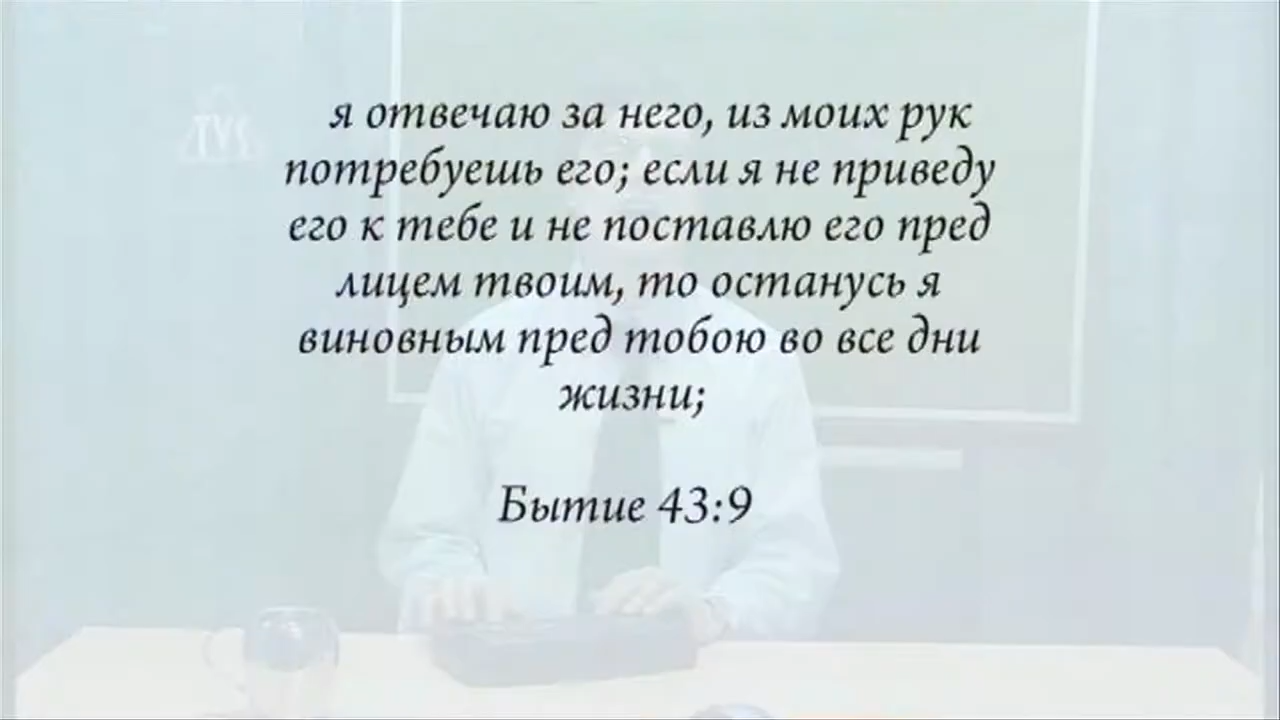 я отвечаю за него, из моих рук
потребуешь его; если я не приведу
его к тебе и не поставлю его пред
лицем твоим, то останусь я
виновным пред тобою во все дни
жизни;
Бытие 43:9